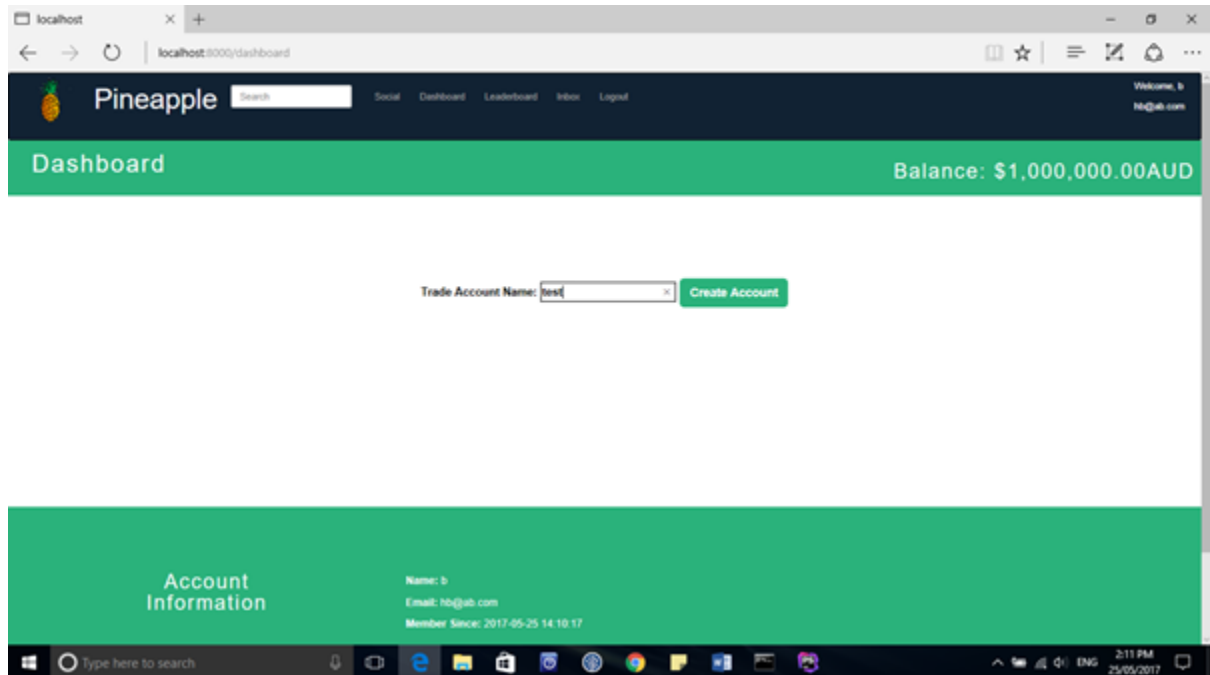 localhost
localhost:8000/dashboard
Pineapple Search Social Dashboard Leaderboard Inbox Logout
Welcome, b
hb@ab.com
Dashboard
Balance: $1,000,000.00AUD
Trade Account Name: test Create Account
Account
Information
Name: b
Email: hb@ab.com
Member Since: 2017-05-25 14:10:17
Type here to search
ENG
2:11 PM
25/05/2017